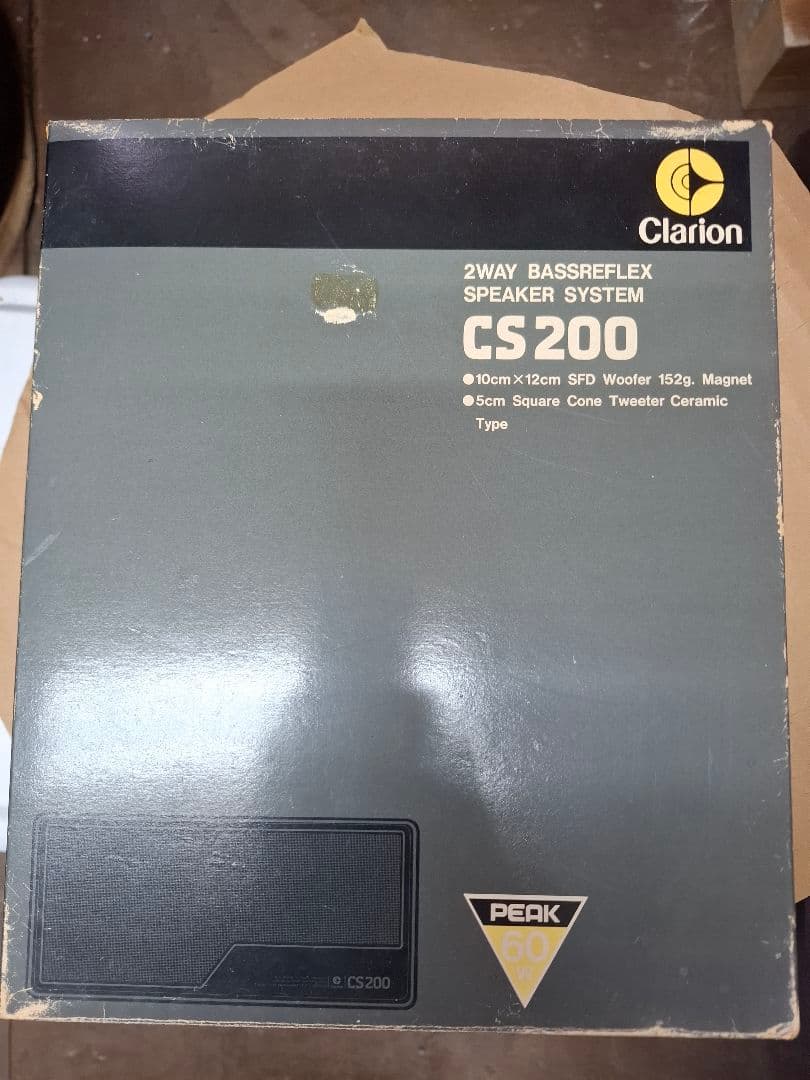 Clarion
2WAY BASSREFLEX
SPEAKER SYSTEM
CS200
●10cm×12cm SFD Woofer 152g. Magnet
●5cm Square Cone Tweeter Ceramic
Type
PEAK
60
W
CS200